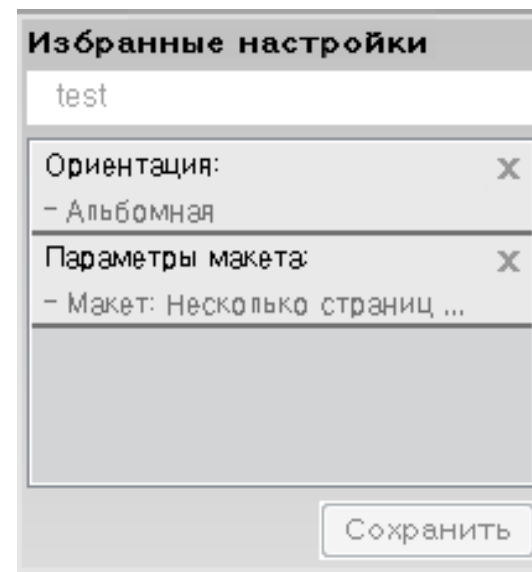 Избранные настройки
test
Ориентация: x
- Альбомная
Параметры макета: x
- Макет: Несколько страниц ...
Сохранить